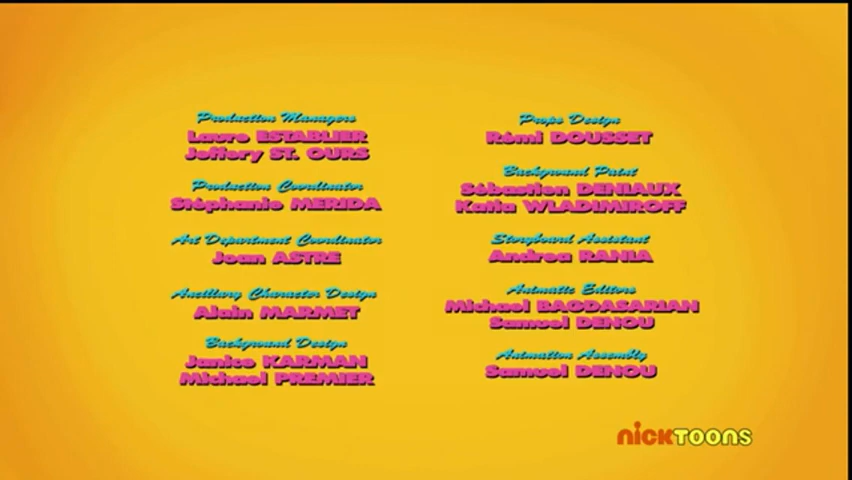 Production Managers
Laure ESTABLIER
Jeffery ST. OURS
Production Coordinator
Stéphanie MERIDA
Art Department Coordinator
Joan ASTRE
Ancillary Character Design
Alain MARMET
Background Design
Janice KARMAN
Michael PREMIER
Props Design
Rémi DOUSSET
Background Paint
Sébastien DENIAUX
Katia WLADIMIROFF
Storyboard Assistant
Andrea RANIA
Animatic Editors
Michael BAGDASARIAN
Samuel DENOU
Animation Assembly
Samuel DENOU
nickTOONS